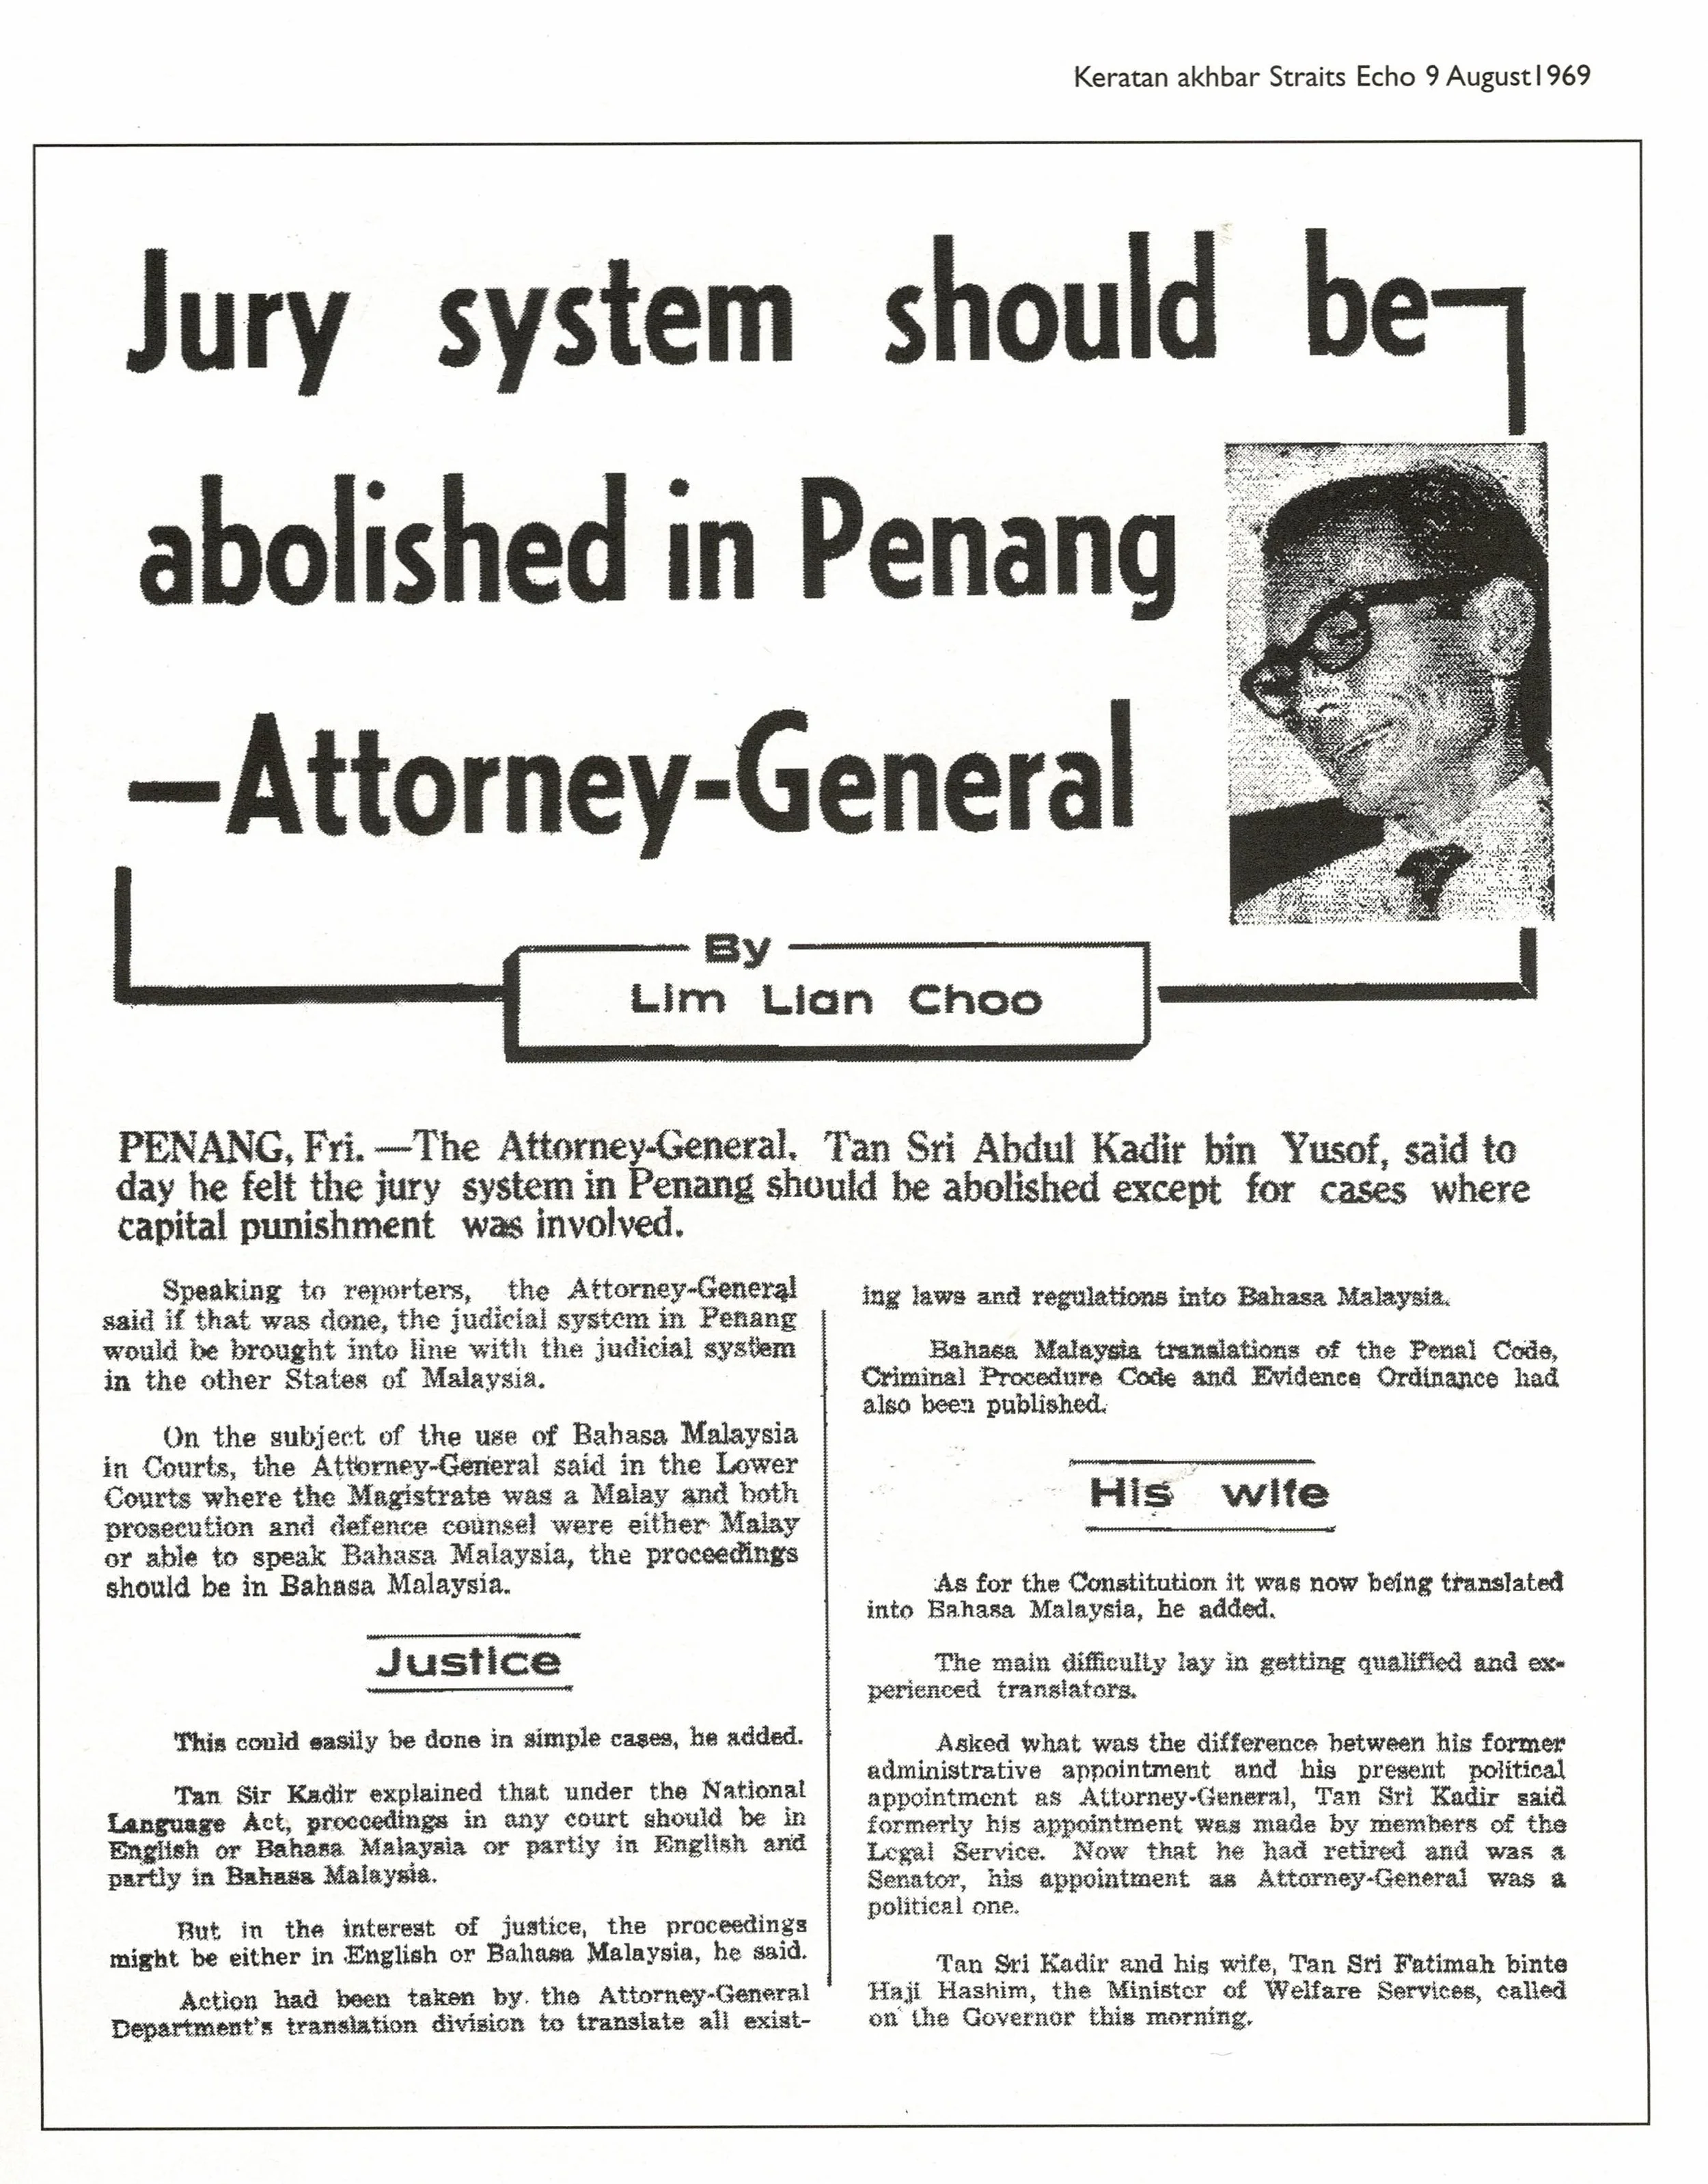 Keratan akhbar Straits Echo 9 August1969
Jury system should be
abolished in Penang
—Attorney-General
By
Lim Lian Choo
PENANG, Fri. —The Attorney-General, Tan Sri Abdul Kadir bin Yusof, said to
day he felt the jury system in Penang should be abolished except for cases where
capital punishment was involved.
Speaking to reporters, the Attorney-General
said if that was done, the judicial system in Penang
would be brought into line with the judicial system
in the other States of Malaysia.
On the subject of the use of Bahasa Malaysia
in Courts, the Attorney-General said in the Lower
Courts where the Magistrate was a Malay and both
prosecution and defence counsel were either Malay
or able to speak Bahasa Malaysia, the proceedings
should be in Bahasa Malaysia.
Justice
This could easily be done in simple cases, he added.
Tan Sir Kadir explained that under the National
Language Act, proceedings in any court should be in
English or Bahasa Malaysia or partly in English and
partly in Bahasa Malaysia.
But in the interest of justice, the proceedings
might be either in English or Bahasa Malaysia, he said.
Action had been taken by the Attorney-General
Department's translation division to translate all exist-
ing laws and regulations into Bahasa Malaysia.
Bahasa Malaysia translations of the Penal Code,
Criminal Procedure Code and Evidence Ordinance had
also been published.
His wife
As for the Constitution it was now being translated
into Bahasa Malaysia, he added.
The main difficulty lay in getting qualified and ex-
perienced translators.
Asked what was the difference between his former
administrative appointment and his present political
appointment as Attorney-General, Tan Sri Kadir said
formerly his appointment was made by members of the
Legal Service. Now that he had retired and was a
Senator, his appointment as Attorney-General was a
political one.
Tan Sri Kadir and his wife, Tan Sri Fatimah binte
Haji Hashim, the Minister of Welfare Services, called
on the Governor this morning.